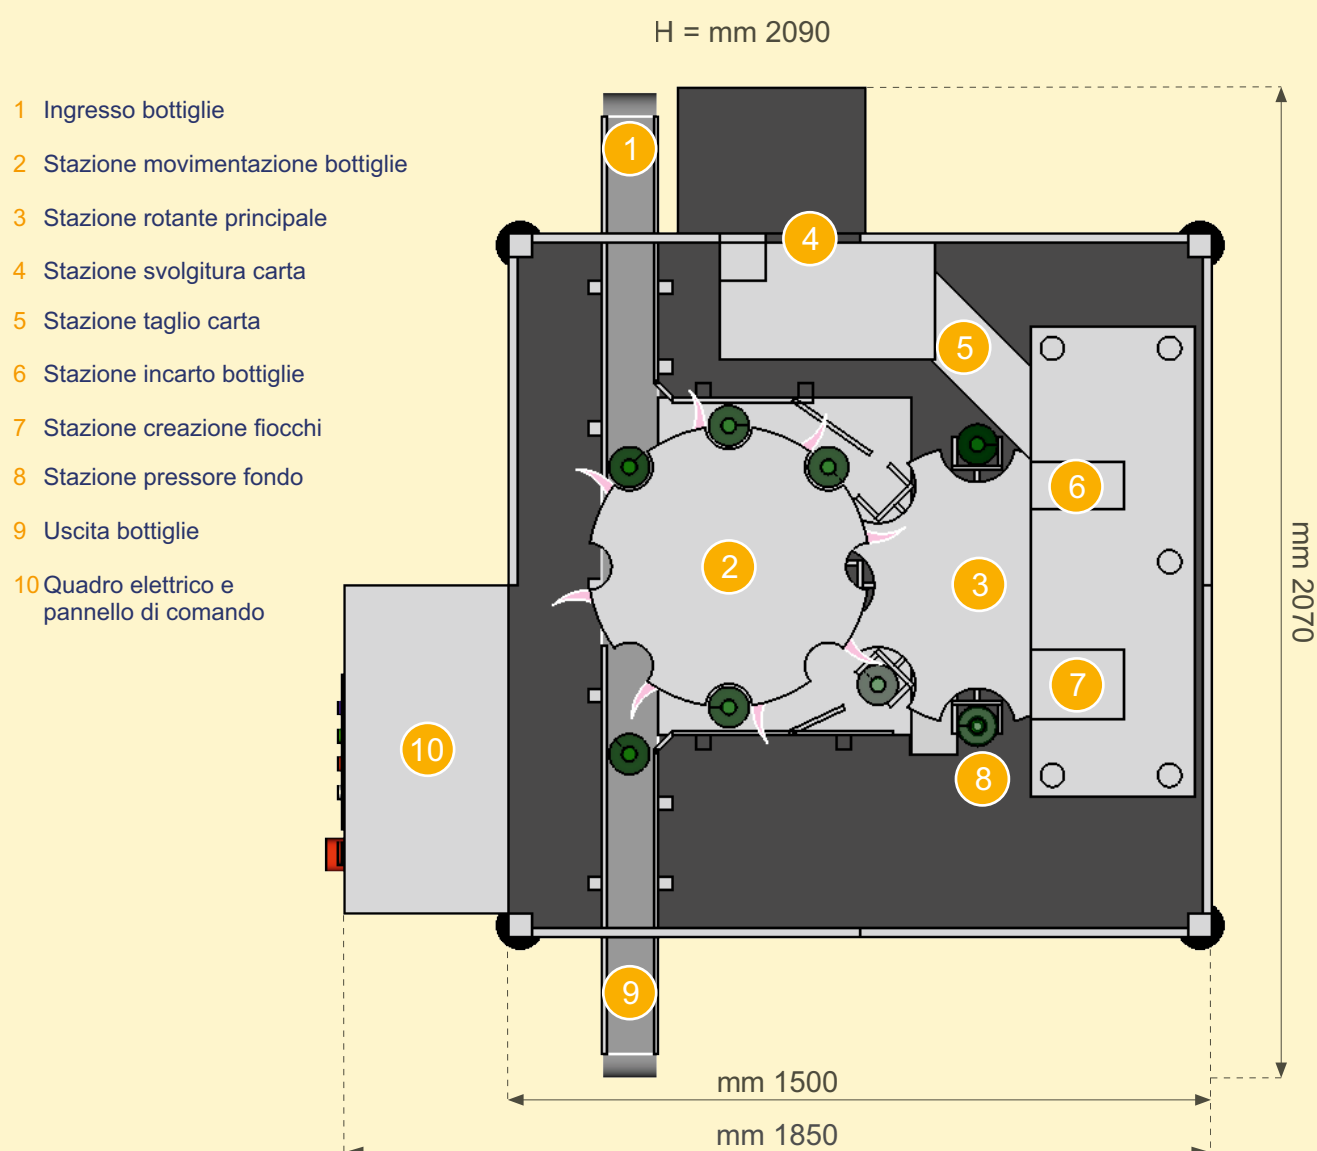 H = mm 2090
1 Ingresso bottiglie
2 Stazione movimentazione bottiglie
3 Stazione rotante principale
4 Stazione svolgitura carta
5 Stazione taglio carta
6 Stazione incarto bottiglie
7 Stazione creazione fiocchi
8 Stazione pressore fondo
9 Uscita bottiglie
10 Quadro elettrico e
pannello di comando
1
4
5
6
2
3
7
10
8
9
mm 2070
mm 1500
mm 1850